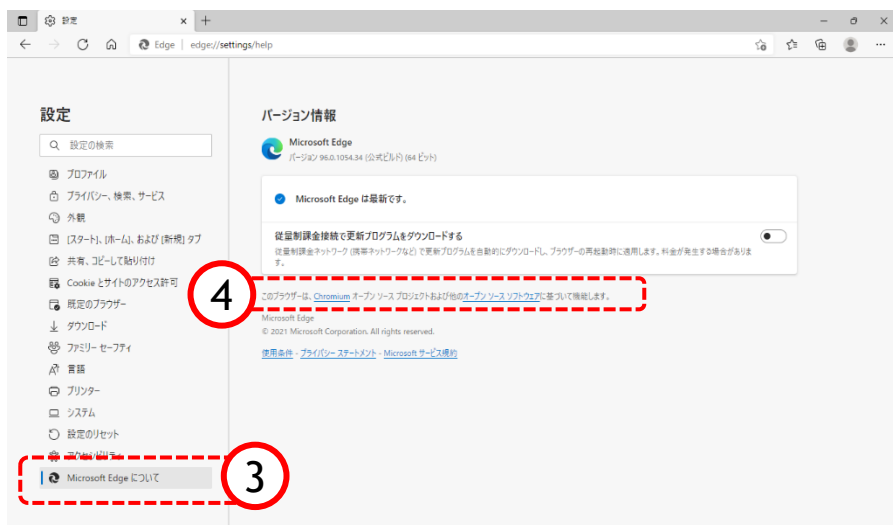 設定
Edge | edge://settings/help
設定
設定の検索
プロファイル
プライバシー、検索、サービス
外観
[スタート]、[ホーム]、および [新規] タブ
共有、コピーして貼り付け
Cookie とサイトのアクセス許可
既定のブラウザー
ダウンロード
ファミリー セーフティ
言語
プリンター
システム
設定のリセット
アクセシビリティ
Microsoft Edge について
3
バージョン情報
Microsoft Edge
バージョン 96.0.1054.34 (公式ビルド) (64 ビット)
Microsoft Edge は最新です。
従量制課金接続で更新プログラムをダウンロードする
従量制課金ネットワーク (携帯ネットワークなど) で更新プログラムを自動的にダウンロードし、ブラウザーの再起動時に適用します。料金が発生する場合がありま
す。
4
このブラウザーは、Chromium オープン ソース プロジェクトおよび他のオープン ソース ソフトウェアに基づいて機能します。
Microsoft Edge
© 2021 Microsoft Corporation. All rights reserved.
使用条件 - プライバシー ステートメント - Microsoft サービス規約